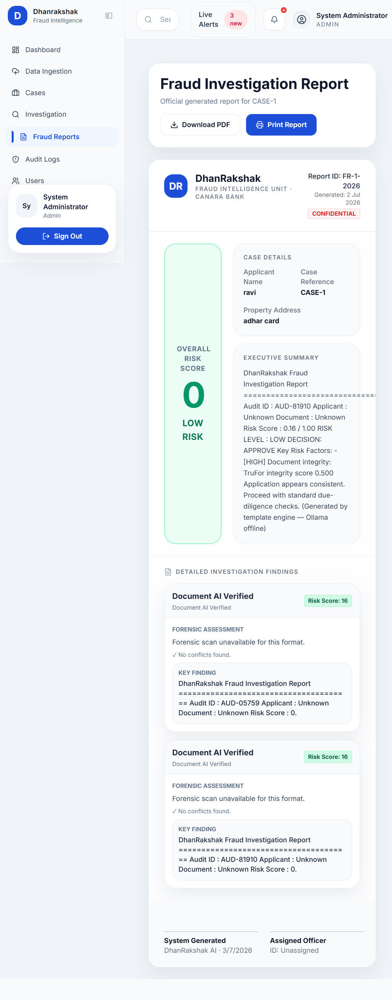 D
Dhanrakshak
Fraud Intelligence
Dashboard
Data Ingestion
Cases
Investigation
Fraud Reports
Audit Logs
Users
Sy
System
Administrator
Admin
Sign Out
Live
Alerts
3
new
System Administrator
ADMIN
Fraud Investigation Report
Official generated report for CASE-1
Download PDF
Print Report
DR
DhanRakshak
FRAUD INTELLIGENCE UNIT ·
CANARA BANK
Report ID: FR-1-
2026
Generated: 2 Jul
2026
CONFIDENTIAL
OVERALL
RISK
SCORE
0
LOW
RISK
CASE DETAILS
Applicant
Name
ravi
Case
Reference
CASE-1
Property Address
adhar card
EXECUTIVE SUMMARY
DhanRakshak Fraud
Investigation Report
=============================
Audit ID : AUD-81910 Applicant :
Unknown Document : Unknown
Risk Score : 0.16 / 1.00 RISK
LEVEL : LOW DECISION:
APPROVE Key Risk Factors: -
[HIGH] Document integrity:
TruFor integrity score 0.500
Application appears consistent.
Proceed with standard due-
diligence checks. (Generated by
template engine — Ollama
offline)
DETAILED INVESTIGATION FINDINGS
Document AI Verified
Document AI Verified
Risk Score: 16
FORENSIC ASSESSMENT
Forensic scan unavailable for this format.
✓ No conflicts found.
KEY FINDING
DhanRakshak Fraud Investigation Report
====================================
== Audit ID : AUD-05759 Applicant : Unknown
Document : Unknown Risk Score : 0.
Document AI Verified
Document AI Verified
Risk Score: 16
FORENSIC ASSESSMENT
Forensic scan unavailable for this format.
✓ No conflicts found.
KEY FINDING
DhanRakshak Fraud Investigation Report
====================================
== Audit ID : AUD-81910 Applicant : Unknown
Document : Unknown Risk Score : 0.
System Generated
DhanRakshak AI · 3/7/2026
Assigned Officer
ID: Unassigned